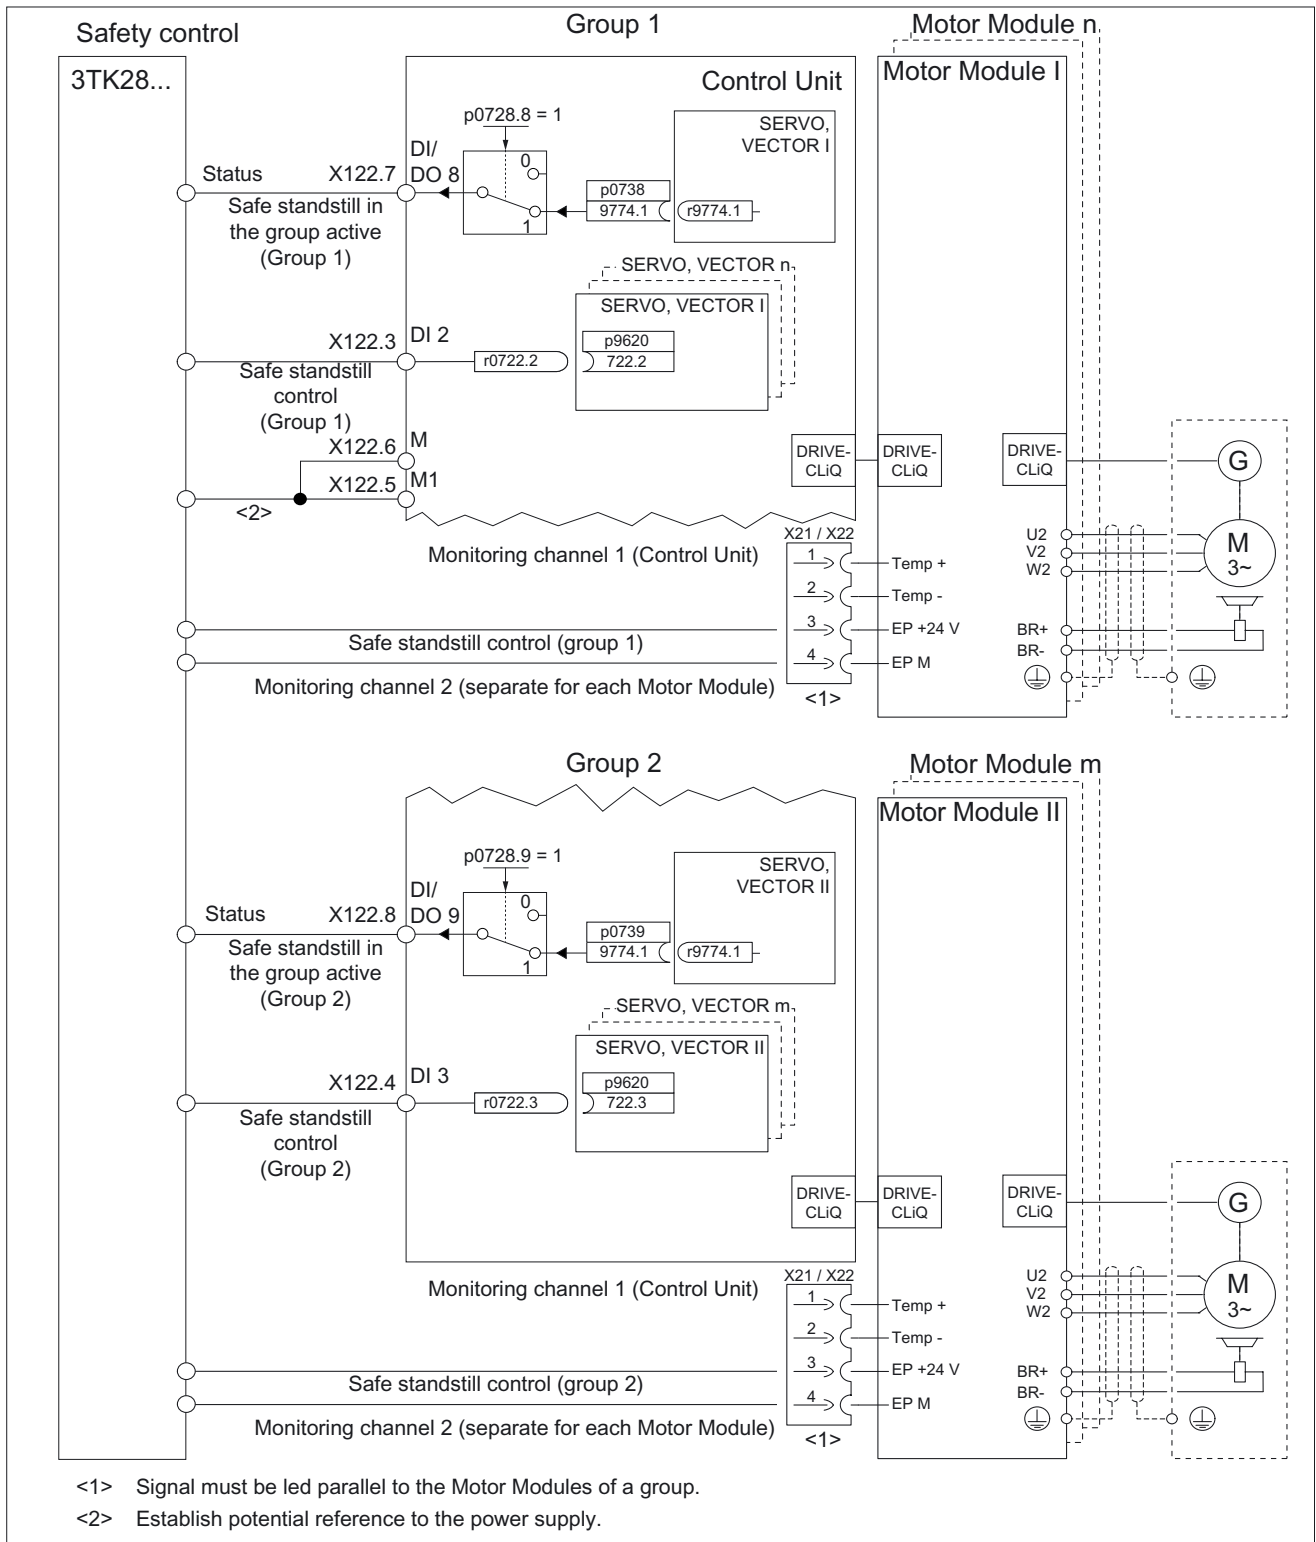 Safety control
Group 1
Motor Module n
3TK28...
Control Unit
Motor Module I
p0728.8 = 1
SERVO,
VECTOR I
DI/
DO 8
0
1
Status
X122.7
p0738
9774.1
r9774.1
Safe standstill in
the group active
(Group 1)
SERVO, VECTOR n
SERVO, VECTOR I
X122.3
DI 2
r0722.2
p9620
722.2
Safe standstill
control
(Group 1)
X122.6
M
X122.5
M1
<2>
DRIVE-
CLiQ
DRIVE-
CLiQ
DRIVE-
CLiQ
G
Monitoring channel 1 (Control Unit)
X21 / X22
1
Temp +
2
Temp -
3
EP +24 V
4
EP M
<1>
U2
V2
W2
M
3~
BR+
BR-
Safe standstill control (group 1)
Monitoring channel 2 (separate for each Motor Module)
Group 2
Motor Module m
Motor Module II
p0728.9 = 1
SERVO,
VECTOR II
DI/
DO 9
0
1
Status
X122.8
p0739
9774.1
r9774.1
Safe standstill in
the group active
(Group 2)
SERVO, VECTOR m
SERVO, VECTOR II
X122.4
DI 3
r0722.3
p9620
722.3
Safe standstill
control
(Group 2)
DRIVE-
CLiQ
DRIVE-
CLiQ
DRIVE-
CLiQ
G
Monitoring channel 1 (Control Unit)
X21 / X22
1
Temp +
2
Temp -
3
EP +24 V
4
EP M
<1>
U2
V2
W2
M
3~
BR+
BR-
Safe standstill control (group 2)
Monitoring channel 2 (separate for each Motor Module)
<1> Signal must be led parallel to the Motor Modules of a group.
<2> Establish potential reference to the power supply.